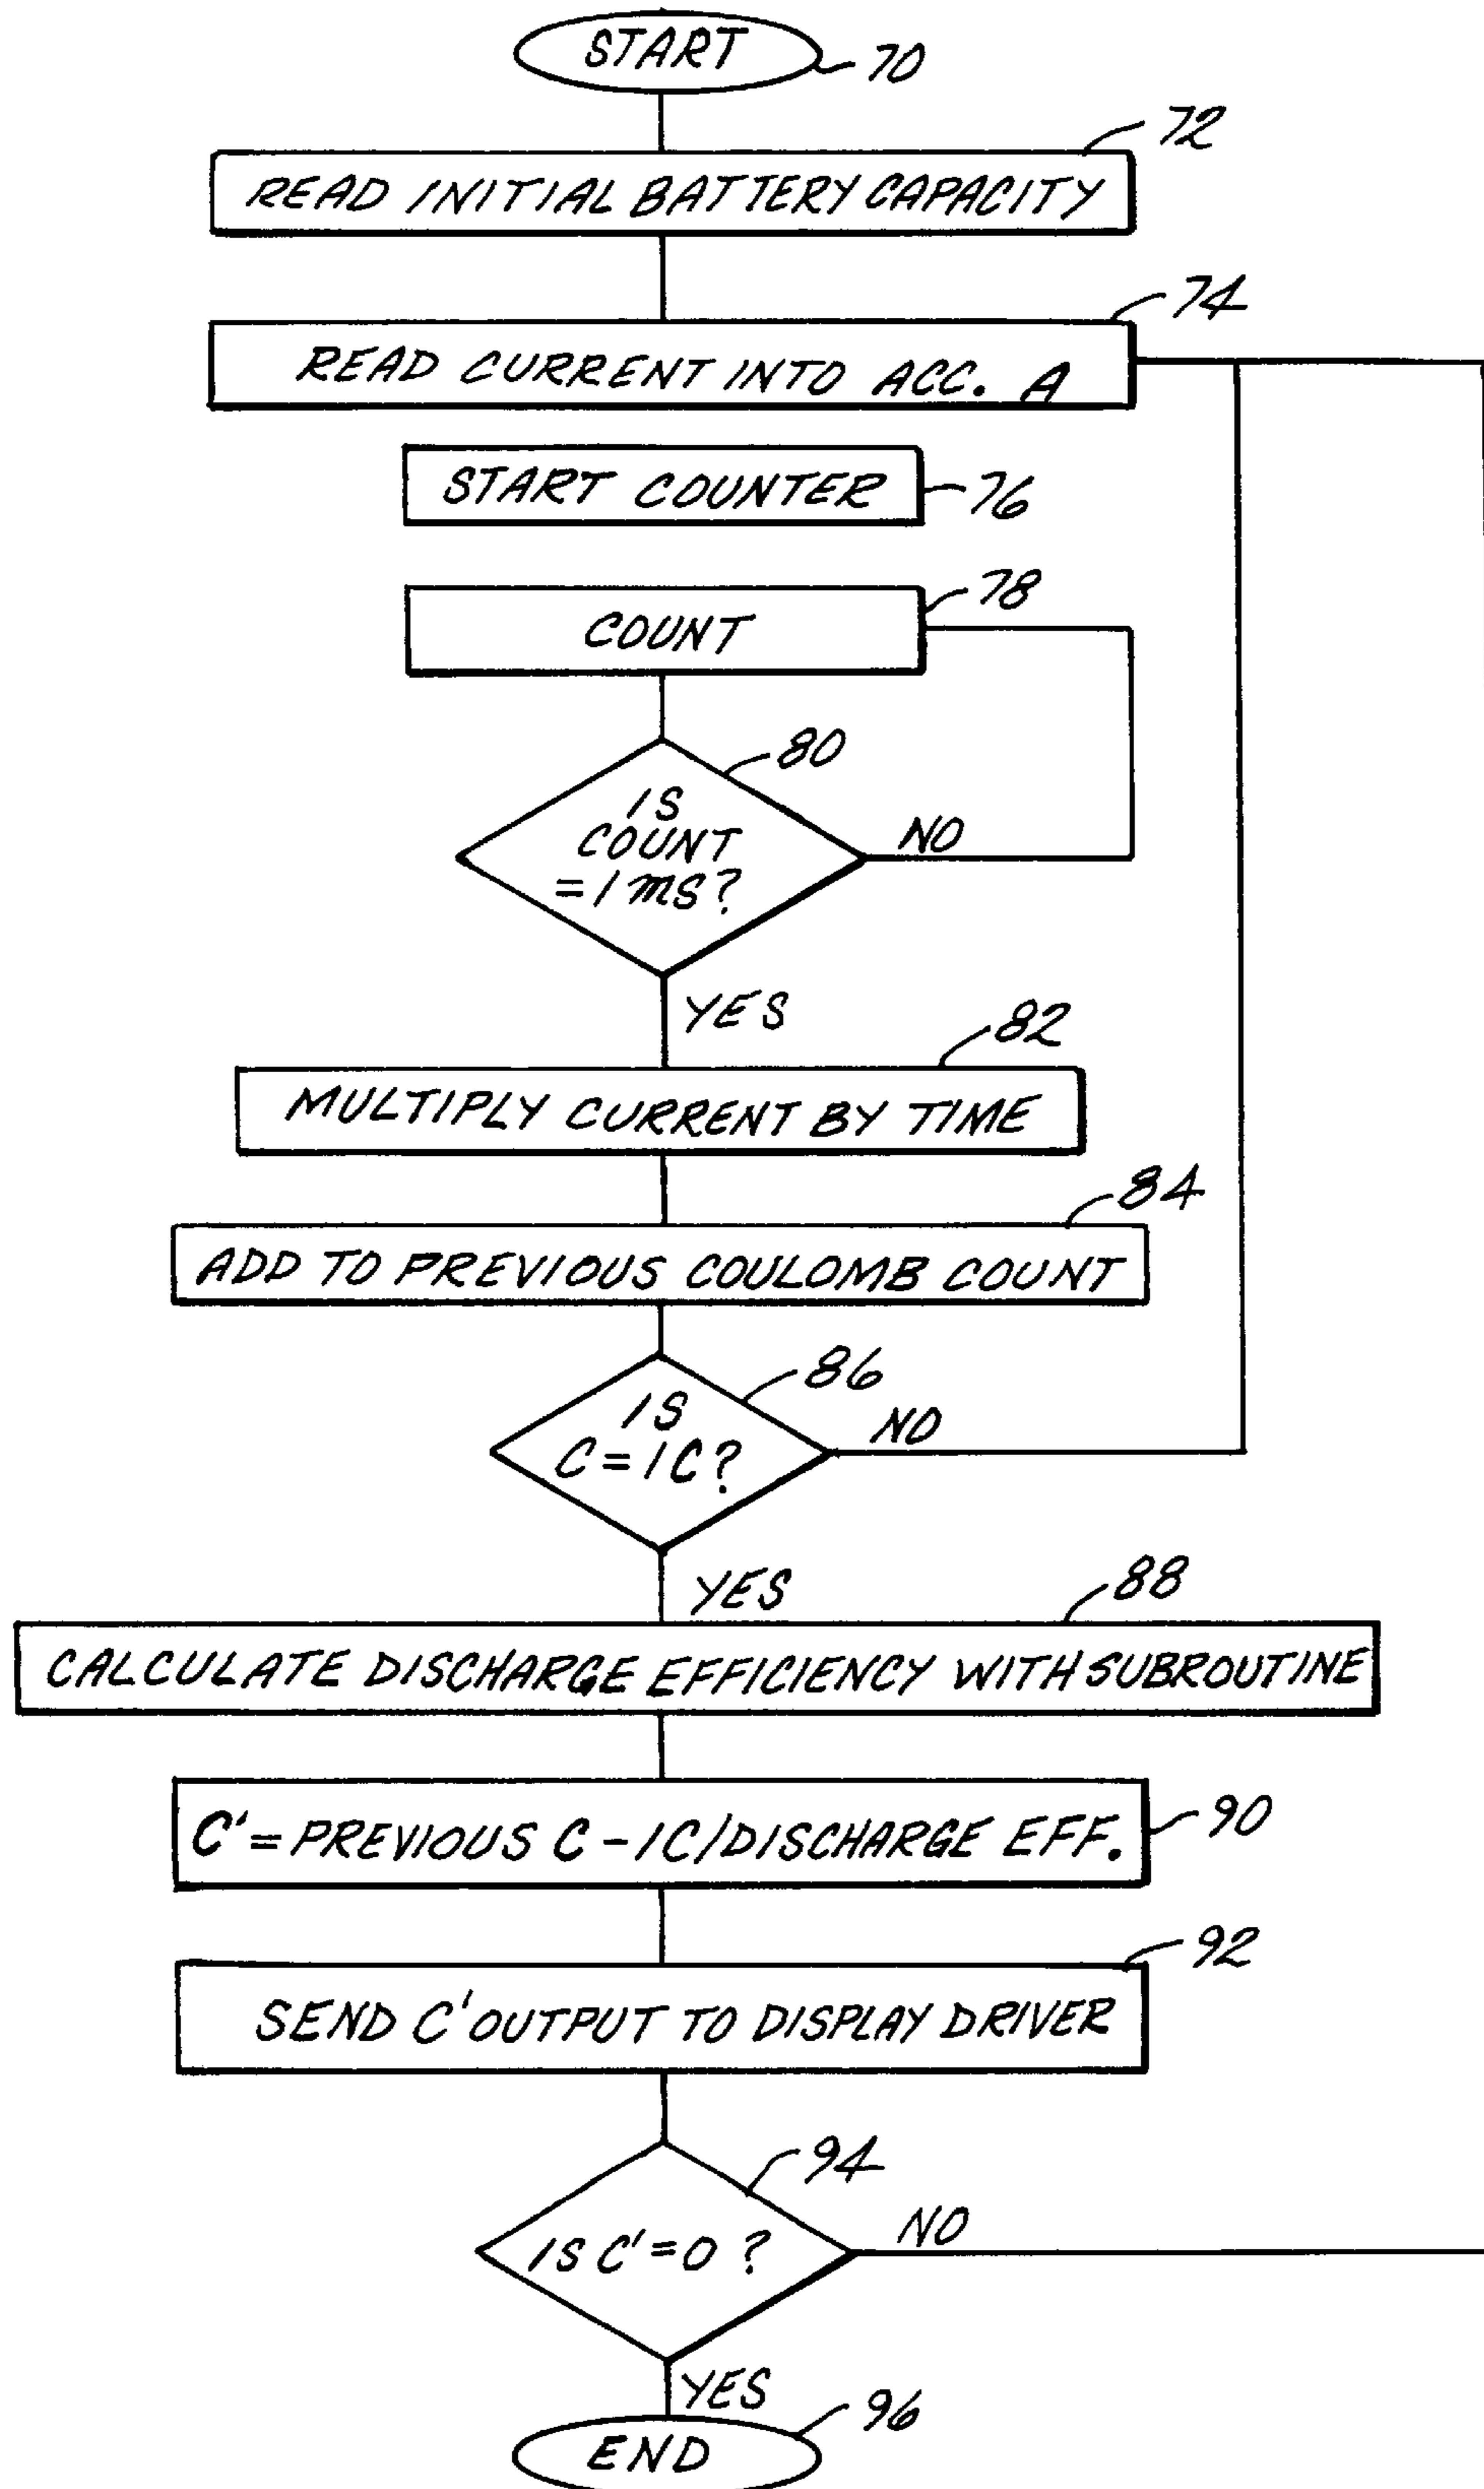 START
70
72
READ INITIAL BATTERY CAPACITY
74
READ CURRENT INTO ACC. A
START COUNTER
76
78
COUNT
80
IS
COUNT
=1 ms?
NO
YES
82
MULTIPLY CURRENT BY TIME
84
ADD TO PREVIOUS COULOMB COUNT
86
IS
C=1C?
NO
YES
88
CALCULATE DISCHARGE EFFICIENCY WITH SUBROUTINE
C'=PREVIOUS C-1C/DISCHARGE EFF.
90
92
SEND C' OUTPUT TO DISPLAY DRIVER
94
IS C'=0 ?
NO
YES
96
END